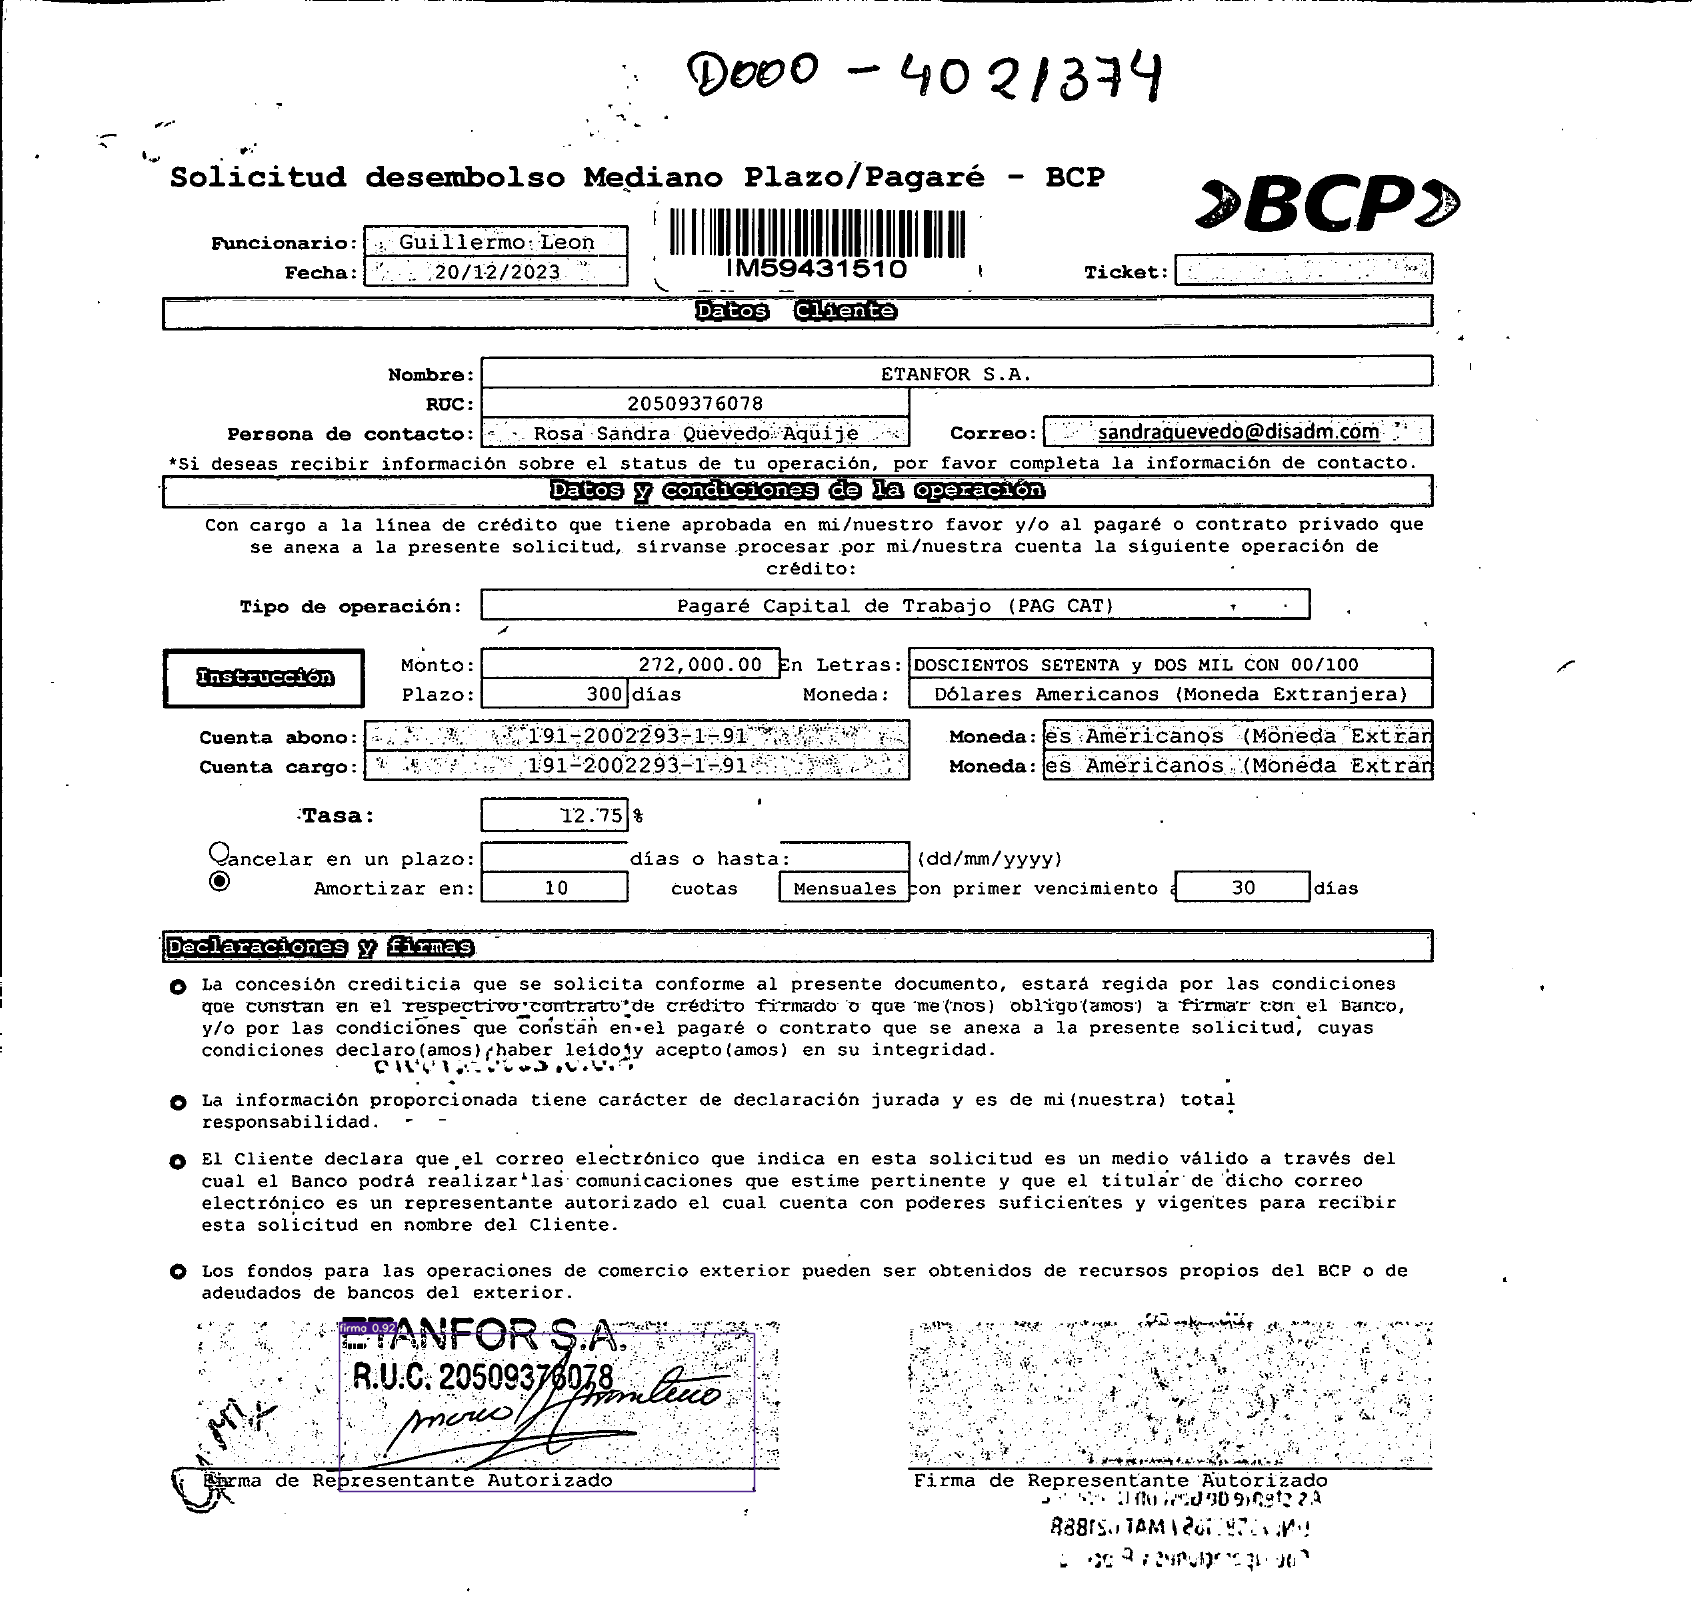 D000 - 4021374
Solicitud desembolso Mediano Plazo/Pagaré - BCP
BCP
Funcionario: Guillermo Leon
Fecha: 20/12/2023
IM59431510
Ticket:
Datos Cliente
Nombre: ETANFOR S.A.
RUC: 20509376078
Persona de contacto: Rosa Sandra Quevedo Aquije Correo: sandraquevedo@disadm.com
*Si deseas recibir información sobre el status de tu operación, por favor completa la información de contacto.
Datos y condiciones de la operación
Con cargo a la línea de crédito que tiene aprobada en mi/nuestro favor y/o al pagaré o contrato privado que
se anexa a la presente solicitud, sírvanse procesar por mi/nuestra cuenta la siguiente operación de
crédito:
Tipo de operación: Pagaré Capital de Trabajo (PAG CAT)
Instrucción
Monto: 272,000.00 En Letras: DOSCIENTOS SETENTA y DOS MIL CON 00/100
Plazo: 300 días Moneda: Dólares Americanos (Moneda Extranjera)
Cuenta abono: 191-2002293-1-91 Moneda: es Americanos (Moneda Extran
Cuenta cargo: 191-2002293-1-91 Moneda: es Americanos (Moneda Extran
Tasa: 12.75 %
ancelar en un plazo: días o hasta: (dd/mm/yyyy)
Amortizar en: 10 cuotas Mensuales con primer vencimiento a 30 días
Declaraciones y firmas
La concesión crediticia que se solicita conforme al presente documento, estará regida por las condiciones
que constan en el respectivo contrato de crédito firmado o que me(nos) obligo(amos) a firmar con el Banco,
y/o por las condiciones que constan en el pagaré o contrato que se anexa a la presente solicitud, cuyas
condiciones declaro(amos) haber leído y acepto(amos) en su integridad.
La información proporcionada tiene carácter de declaración jurada y es de mi(nuestra) total
responsabilidad.
El Cliente declara que el correo electrónico que indica en esta solicitud es un medio válido a través del
cual el Banco podrá realizar las comunicaciones que estime pertinente y que el titular de dicho correo
electrónico es un representante autorizado el cual cuenta con poderes suficientes y vigentes para recibir
esta solicitud en nombre del Cliente.
Los fondos para las operaciones de comercio exterior pueden ser obtenidos de recursos propios del BCP o de
adeudados de bancos del exterior.
firma 0.92
ETANFOR S.A.
R.U.C. 20509376078
Firma de Representante Autorizado
Firma de Representante Autorizado